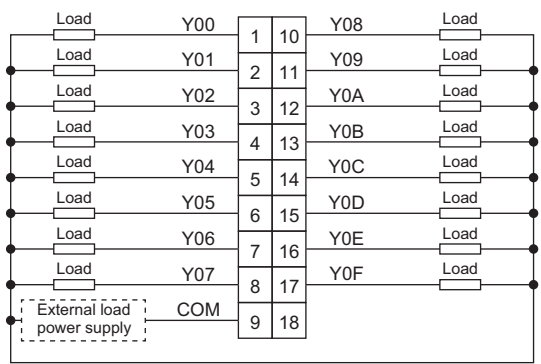 Load Y00 1 10 Y08 Load
Load Y01 2 11 Y09 Load
Load Y02 3 12 Y0A Load
Load Y03 4 13 Y0B Load
Load Y04 5 14 Y0C Load
Load Y05 6 15 Y0D Load
Load Y06 7 16 Y0E Load
Load Y07 8 17 Y0F Load
External load
power supply
COM 9 18